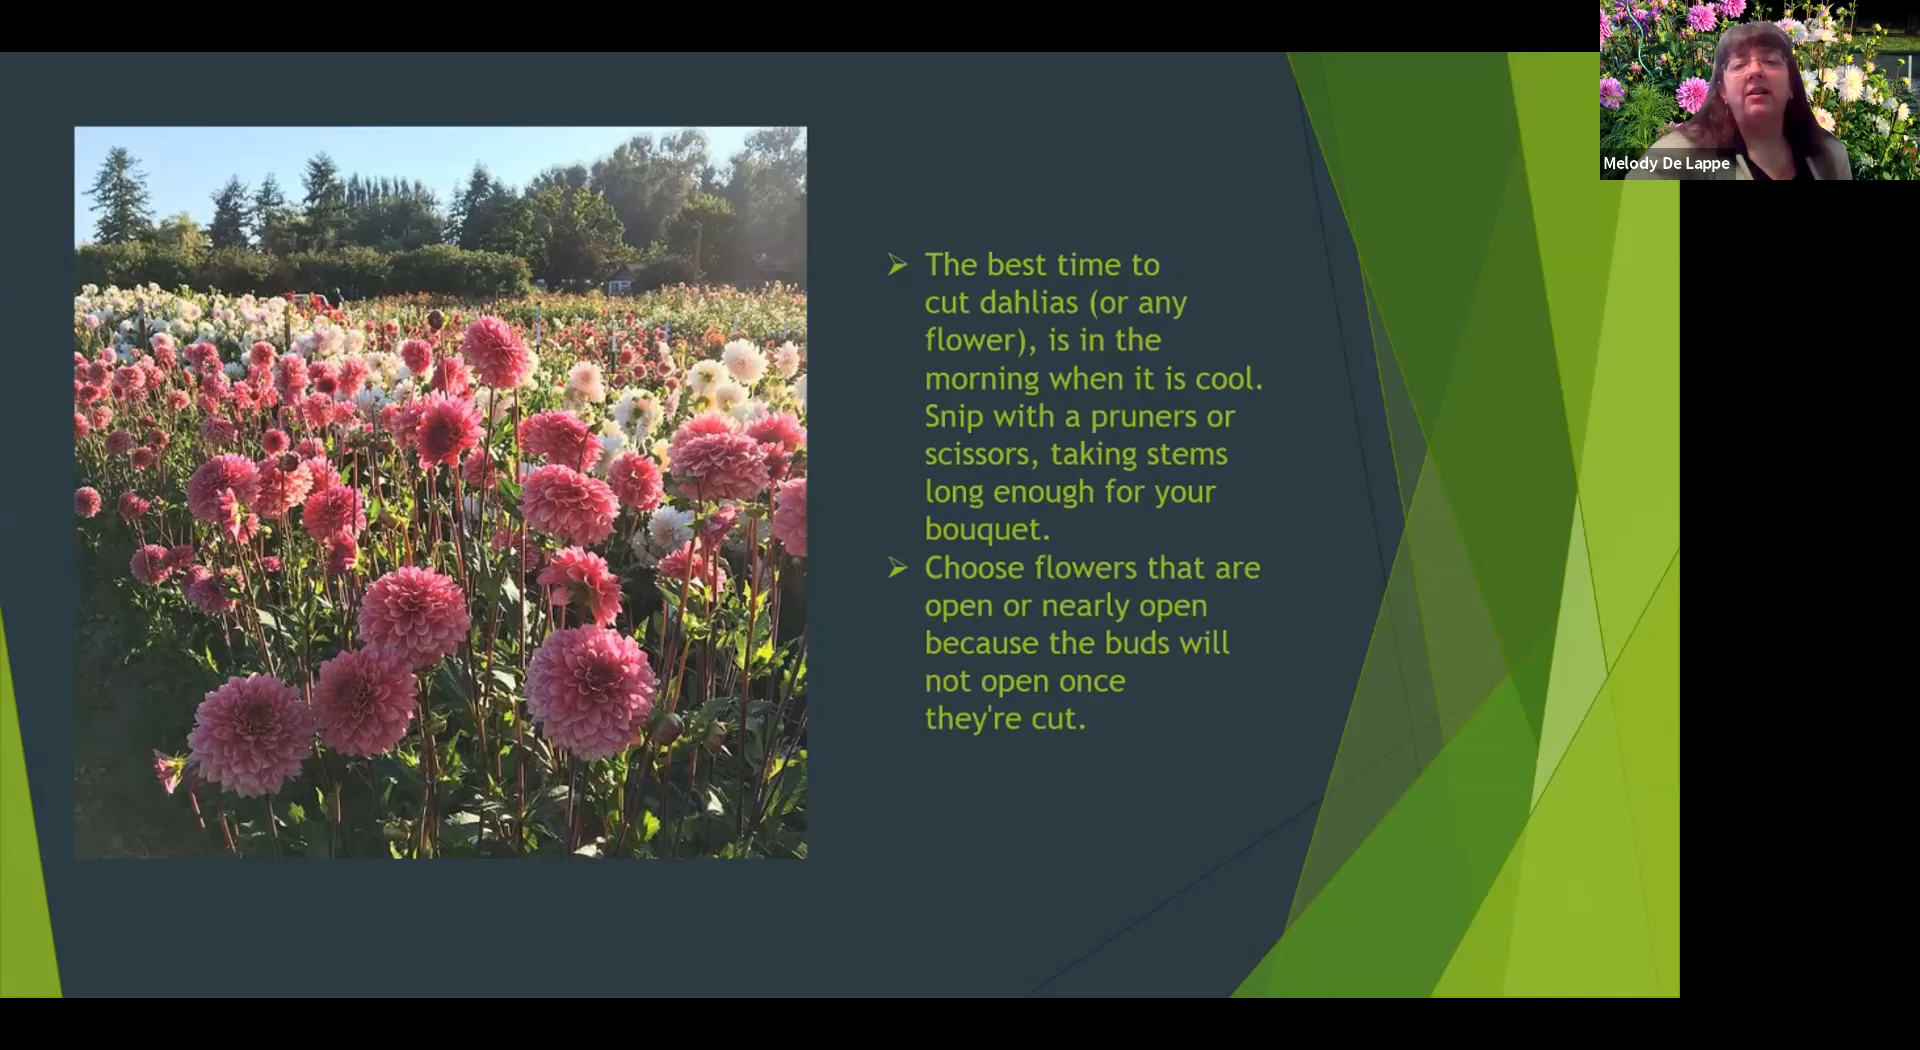 Melody De Lappe
The best time to
cut dahlias (or any
flower), is in the
morning when it is cool.
Snip with a pruners or
scissors, taking stems
long enough for your
bouquet.
Choose flowers that are
open or nearly open
because the buds will
not open once
they're cut.